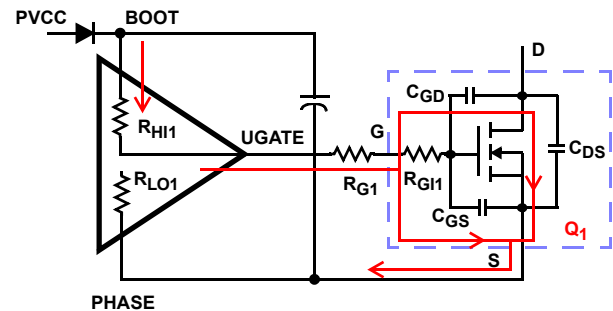 PVCC
BOOT
D
CGD
RHI1
UGATE
G
CDS
RLO1
RG1
RGI1
CGS
Q1
S
PHASE